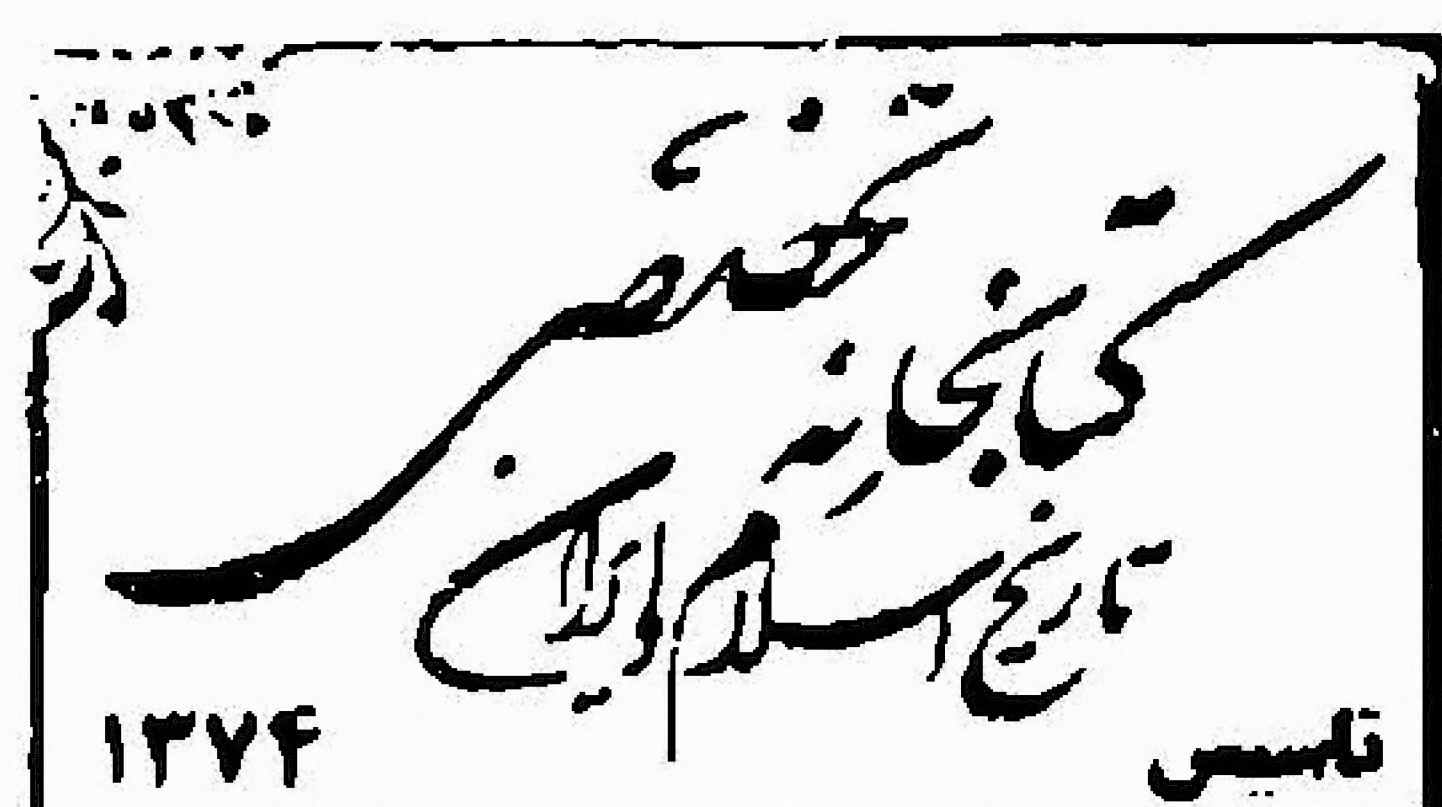 کتابخانه تخصصی
تاریخ اسلام و ایران
تاسیس ۱۳۷۴